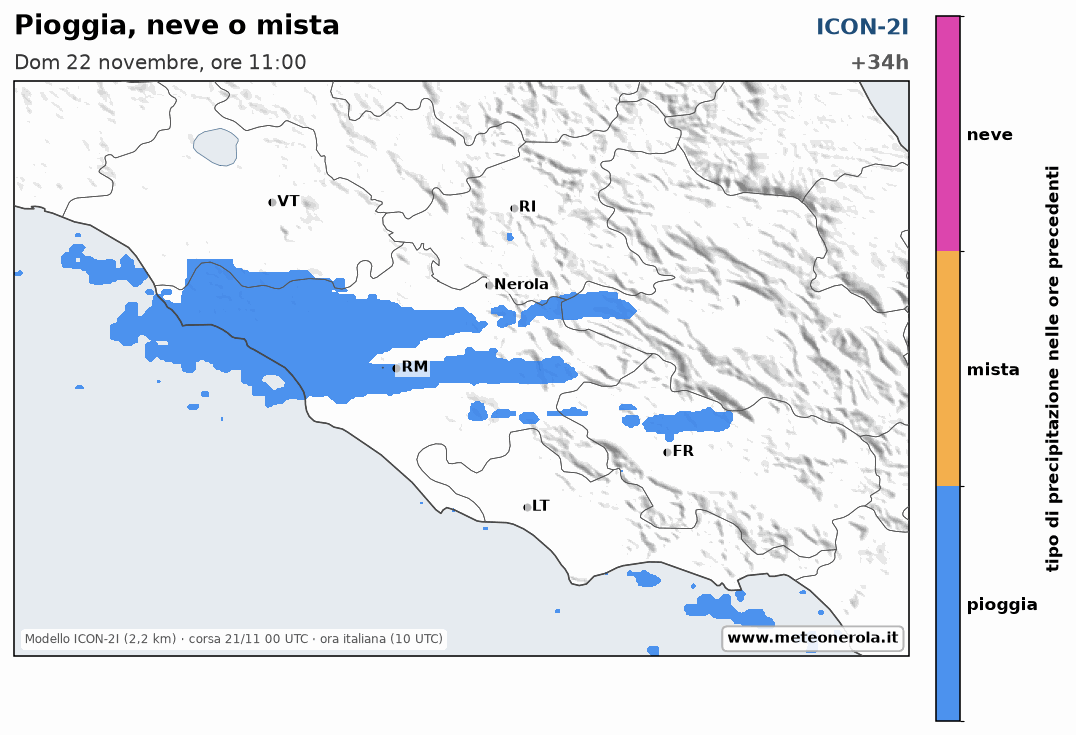 Pioggia, neve o mista
ICON-2I
Dom 22 novembre, ore 11:00
+34h
neve
VT
RI
Nerola
mista
RM
FR
LT
pioggia
tipo di precipitazione nelle ore precedenti
Modello ICON-2I (2,2 km) · corsa 21/11 00 UTC · ora italiana (10 UTC)
www.meteonerola.it